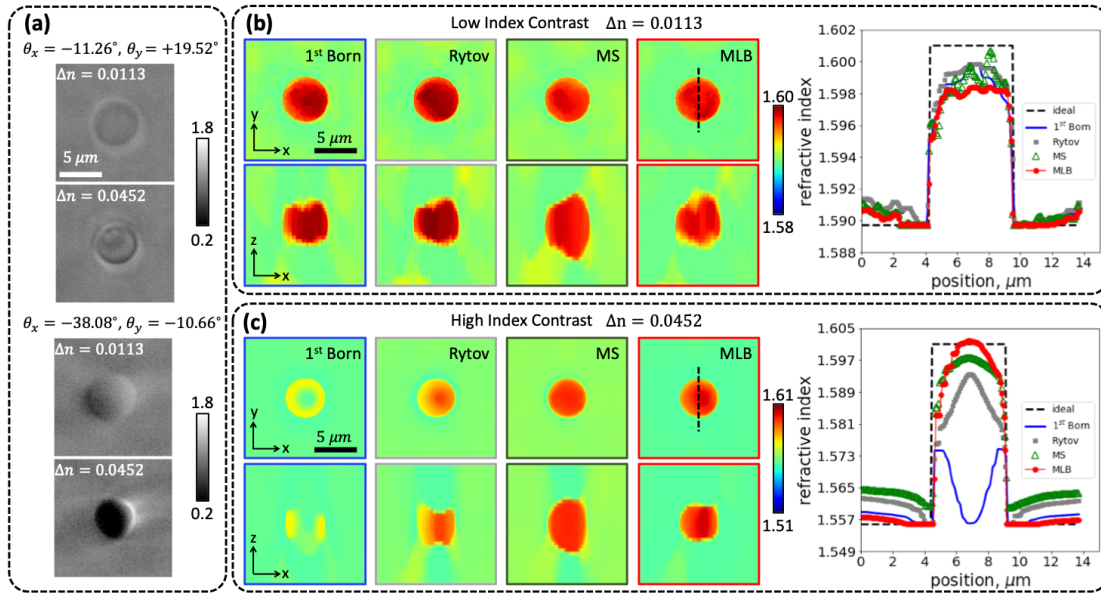 (a)
θx = −11.26°, θy = +19.52°
Δn = 0.0113
5 μm
Δn = 0.0452
1.8
0.2
θx = −38.08°, θy = −10.66°
Δn = 0.0113
Δn = 0.0452
1.8
0.2
(b)
Low Index Contrast Δn = 0.0113
1st Born
y
x
5 μm
Rytov
MS
MLB
z
x
1.60
1.58
1.602
1.600
1.598
1.596
1.594
1.592
1.590
1.588
refractive index
0 2 4 6 8 10 12 14
position, μm
ideal
1st Born
Rytov
MS
MLB
(c)
High Index Contrast Δn = 0.0452
1st Born
y
x
5 μm
Rytov
MS
MLB
z
x
1.61
1.51
1.605
1.597
1.589
1.581
1.573
1.565
1.557
1.549
refractive index
0 2 4 6 8 10 12 14
position, μm
ideal
1st Born
Rytov
MS
MLB